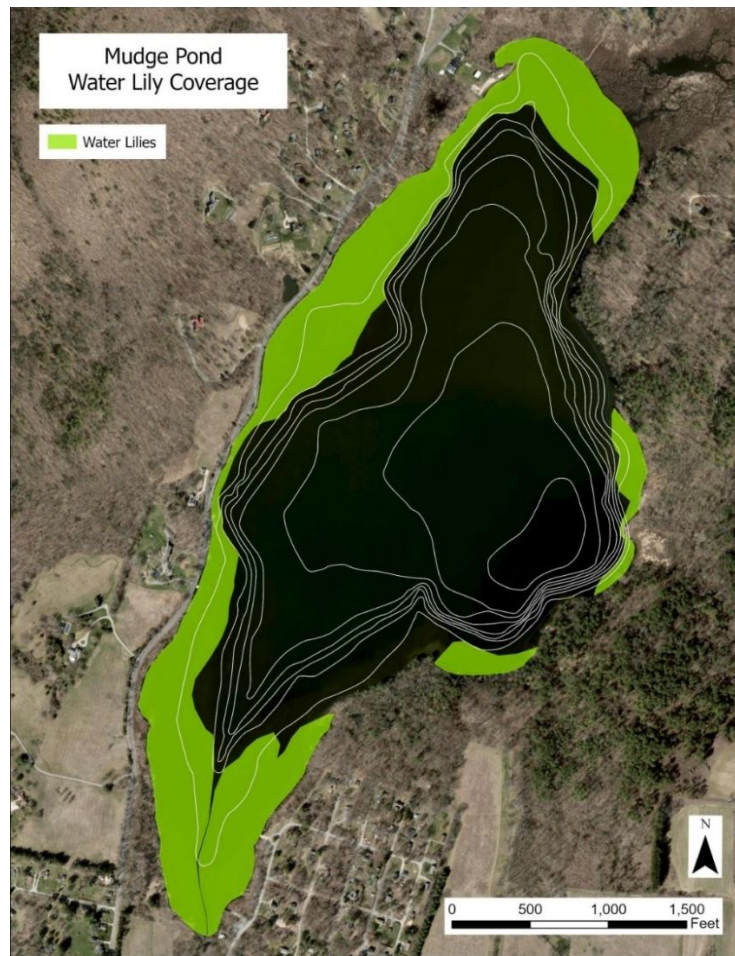 Mudge Pond
Water Lily Coverage
Water Lilies
N
0 500 1,000 1,500
Feet